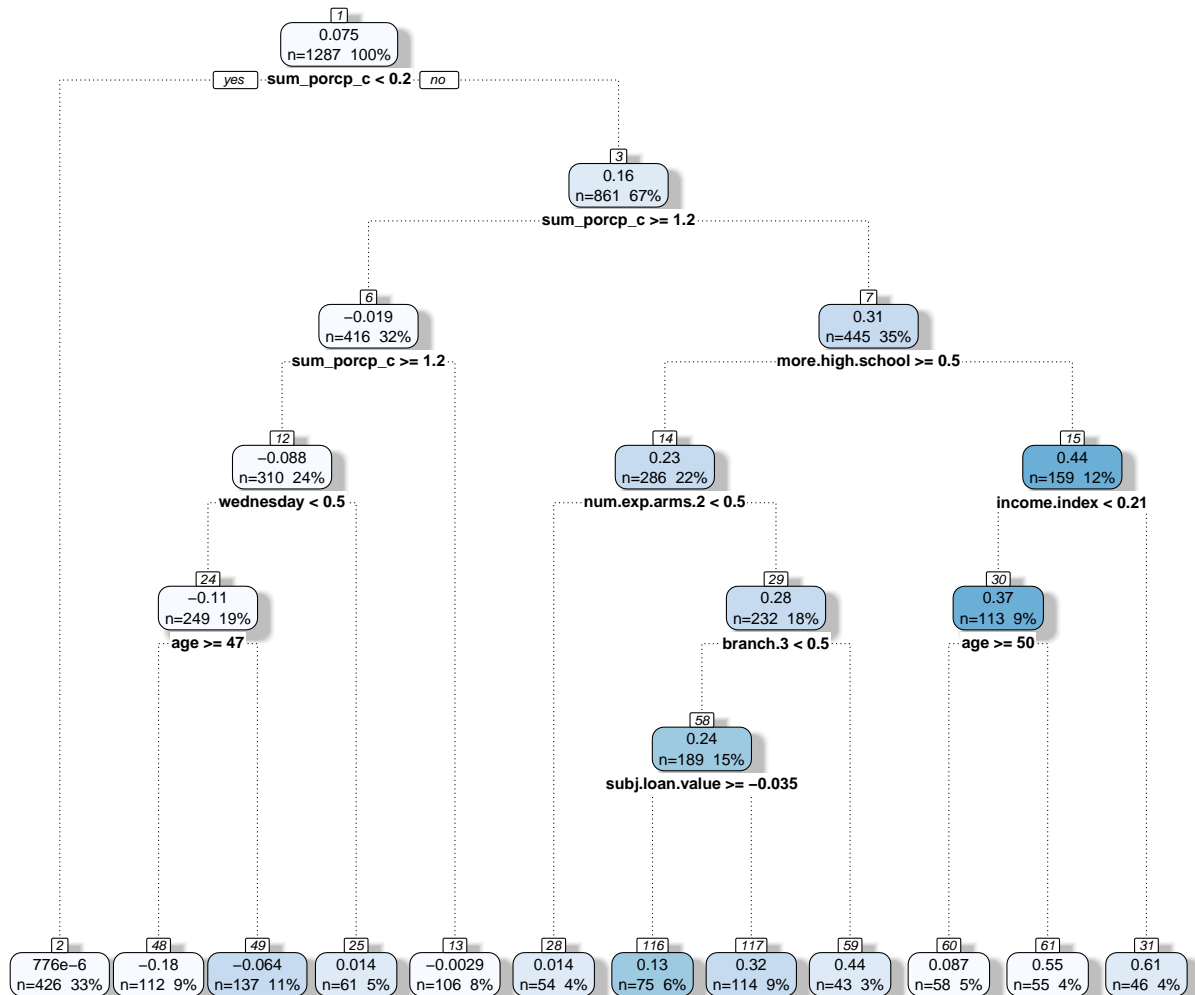 1
0.075
n=1287 100%
yes sum_porcp_c < 0.2 no
3
0.16
n=861 67%
sum_porcp_c >= 1.2
6 7
−0.019 0.31
n=416 32% n=445 35%
sum_porcp_c >= 1.2 more.high.school >= 0.5
12 14 15
−0.088 0.23 0.44
n=310 24% n=286 22% n=159 12%
wednesday < 0.5 num.exp.arms.2 < 0.5 income.index < 0.21
24 29 30
−0.11 0.28 0.37
n=249 19% n=232 18% n=113 9%
age >= 47 branch.3 < 0.5 age >= 50
58
0.24
n=189 15%
subj.loan.value >= −0.035
2 48 49 25 13 28 116 117 59 60 61 31
776e−6 −0.18 −0.064 0.014 −0.0029 0.014 0.13 0.32 0.44 0.087 0.55 0.61
n=426 33% n=112 9% n=137 11% n=61 5% n=106 8% n=54 4% n=75 6% n=114 9% n=43 3% n=58 5% n=55 4% n=46 4%